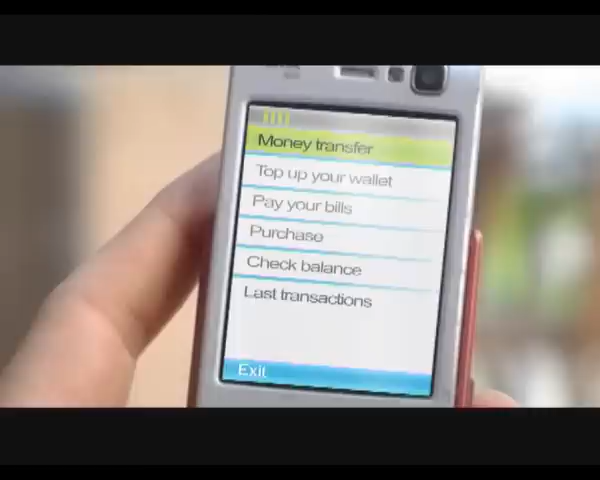 Money transfer
Top up your wallet
Pay your bills
Purchase
Check balance
Last transactions
Exit